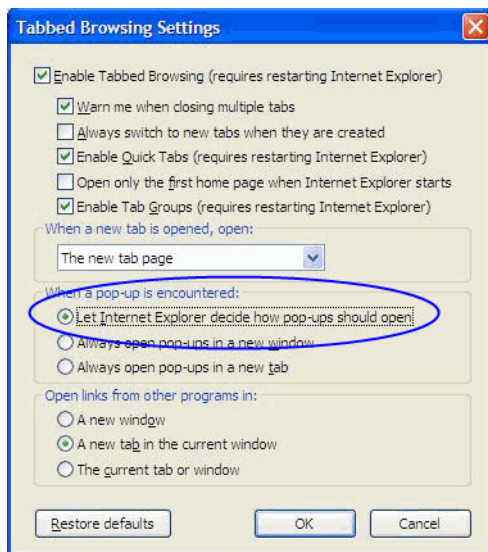 Tabbed Browsing Settings
Enable Tabbed Browsing (requires restarting Internet Explorer)
Warn me when closing multiple tabs
Always switch to new tabs when they are created
Enable Quick Tabs (requires restarting Internet Explorer)
Open only the first home page when Internet Explorer starts
Enable Tab Groups (requires restarting Internet Explorer)
When a new tab is opened, open:
The new tab page
When a pop-up is encountered:
Let Internet Explorer decide how pop-ups should open
Always open pop-ups in a new window
Always open pop-ups in a new tab
Open links from other programs in:
A new window
A new tab in the current window
The current tab or window
Restore defaults OK Cancel